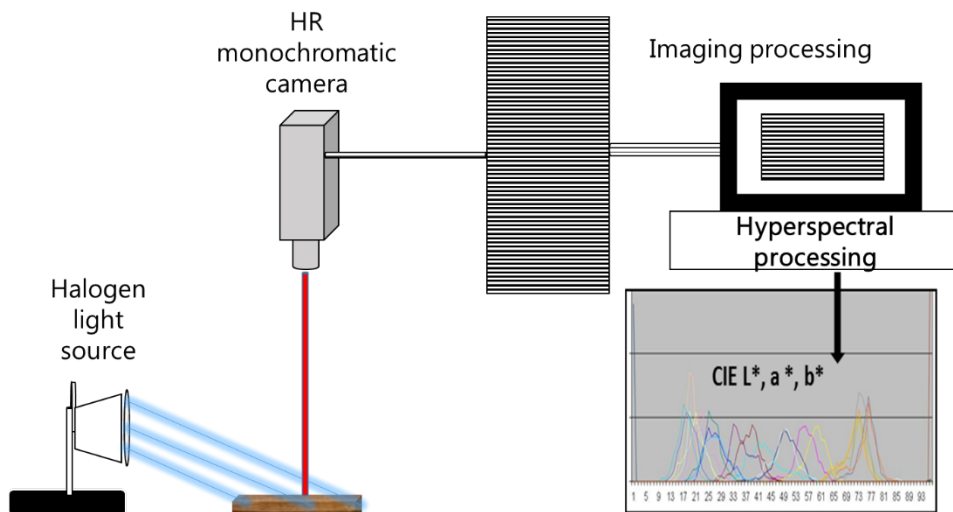 HR
monochromatic
camera
Imaging processing
Hyperspectral
processing
Halogen
light
source
CIE L*, a *, b*
1 5 9 13 17 21 25 29 33 37 41 45 49 53 57 61 65 69 73 77 81 85 89 93